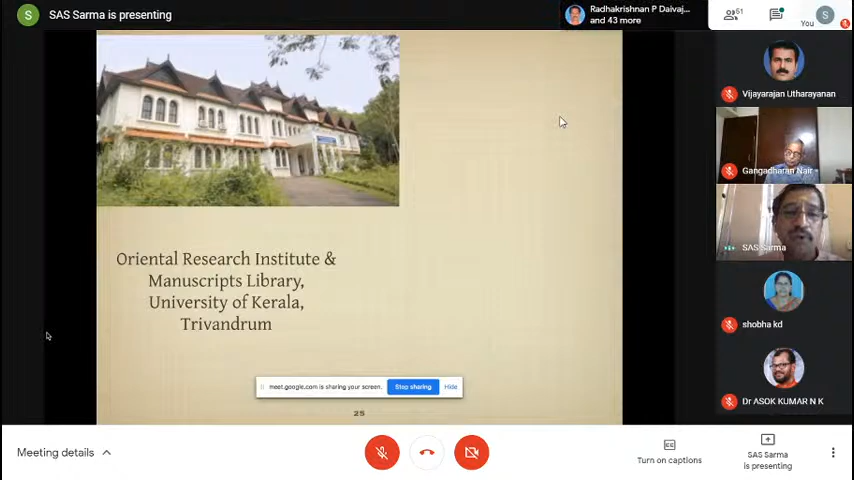 S
SAS Sarma is presenting
Radhakrishnan P Daivaj...
and 43 more
51
S
You
Vijayarajan Utharayanan
Gangadharan Nair
SAS Sarma
shobha kd
Dr ASOK KUMAR N K
Oriental Research Institute &
Manuscripts Library,
University of Kerala,
Trivandrum
meet.google.com is sharing your screen.
Stop sharing
Hide
25
Meeting details
Turn on captions
SAS Sarma
is presenting